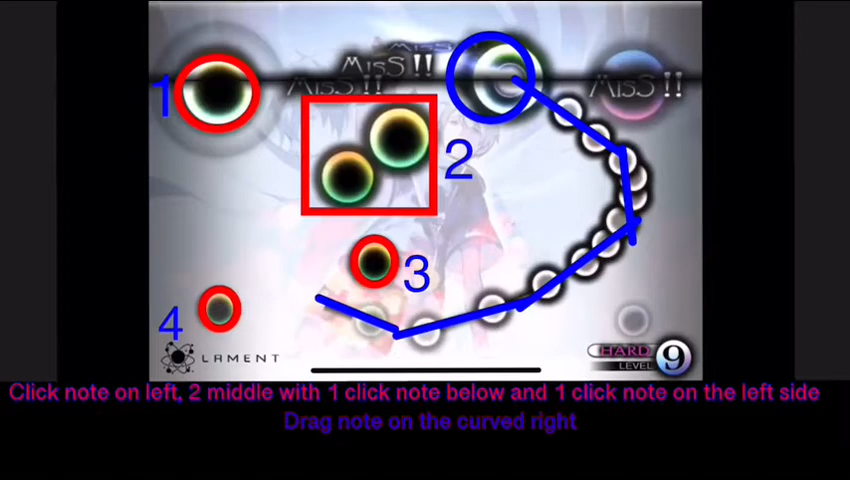 MISS
MISS !!
MISS !!
MISS !!
1
2
3
4
LAMENT
HARD
LEVEL 9
Click note on left, 2 middle with 1 click note below and 1 click note on the left side
Drag note on the curved right